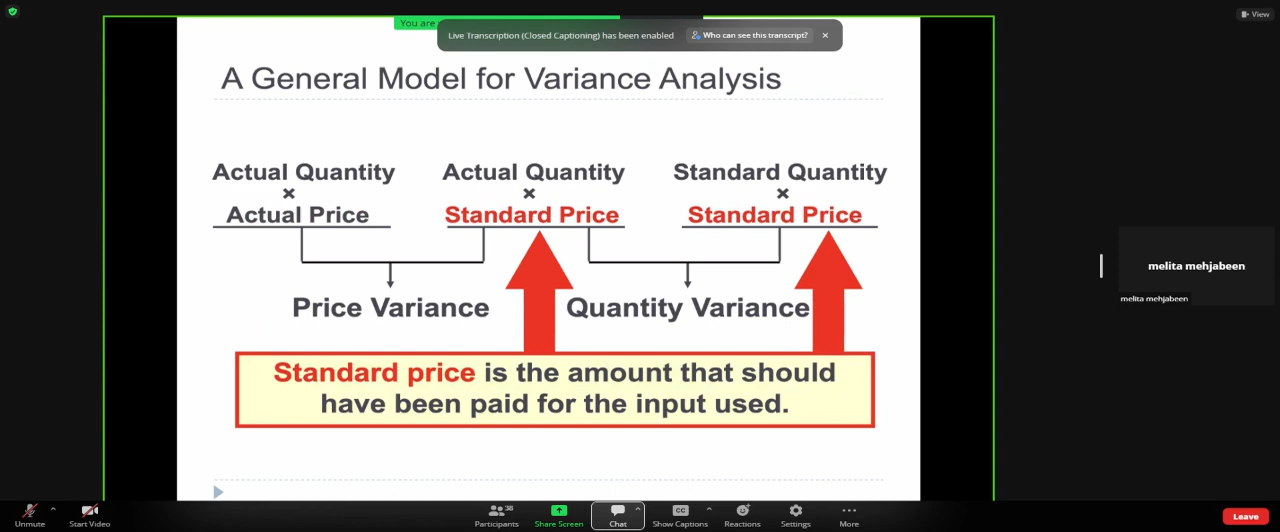 View
You are
Live Transcription (Closed Captioning) has been enabled Who can see this transcript? ×
A General Model for Variance Analysis
Actual Quantity Actual Quantity Standard Quantity
× × ×
Actual Price Standard Price Standard Price
Price Variance Quantity Variance
Standard price is the amount that should
have been paid for the input used.
melita mehjabeen
melita mehjabeen
38
CC
Unmute Start Video Participants Share Screen Chat Show Captions Reactions Settings More Leave